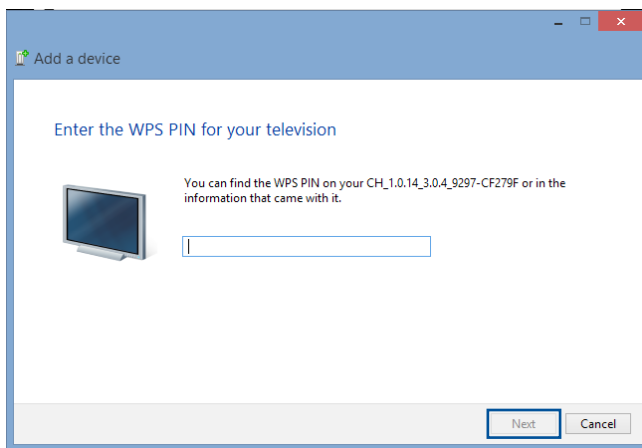 Add a device
Enter the WPS PIN for your television
You can find the WPS PIN on your CH_1.0.14_3.0.4_9297-CF279F or in the
information that came with it.
Next
Cancel